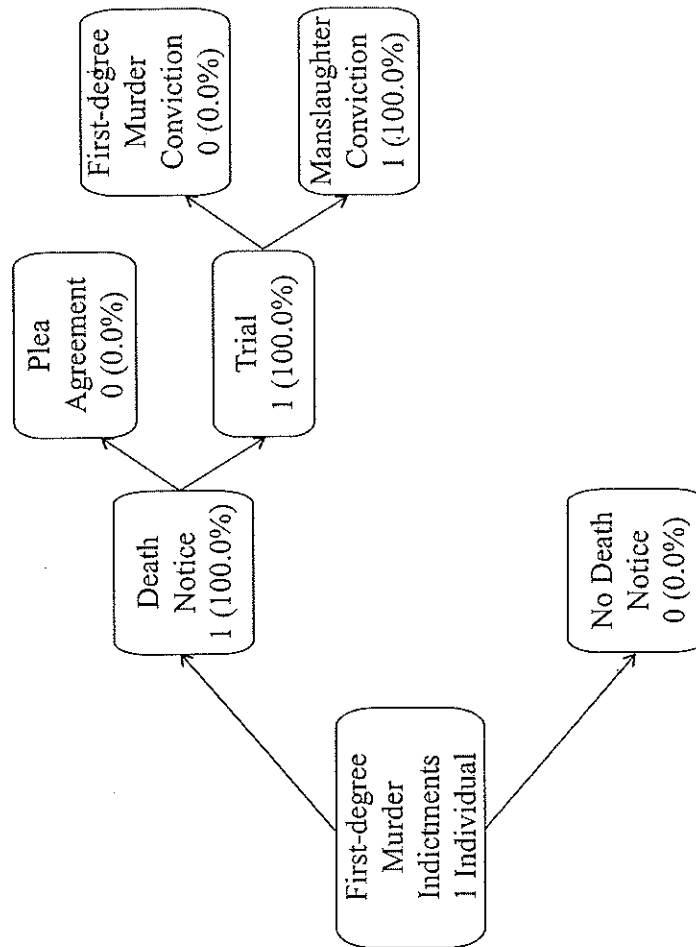 First-degree
Murder
Indictments
1 Individual
Death
Notice
1 (100.0%)
No Death
Notice
0 (0.0%)
Plea
Agreement
0 (0.0%)
Trial
1 (100.0%)
First-degree
Murder
Conviction
0 (0.0%)
Manslaughter
Conviction
1 (100.0%)